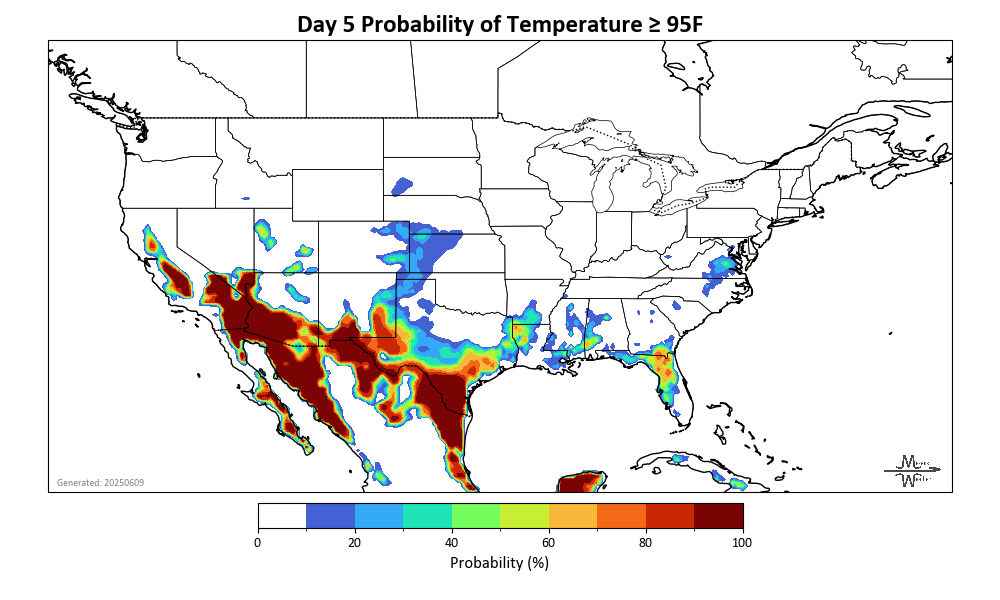 Day 5 Probability of Temperature ≥ 95F
Generated: 20250609
0 20 40 60 80 100
Probability (%)